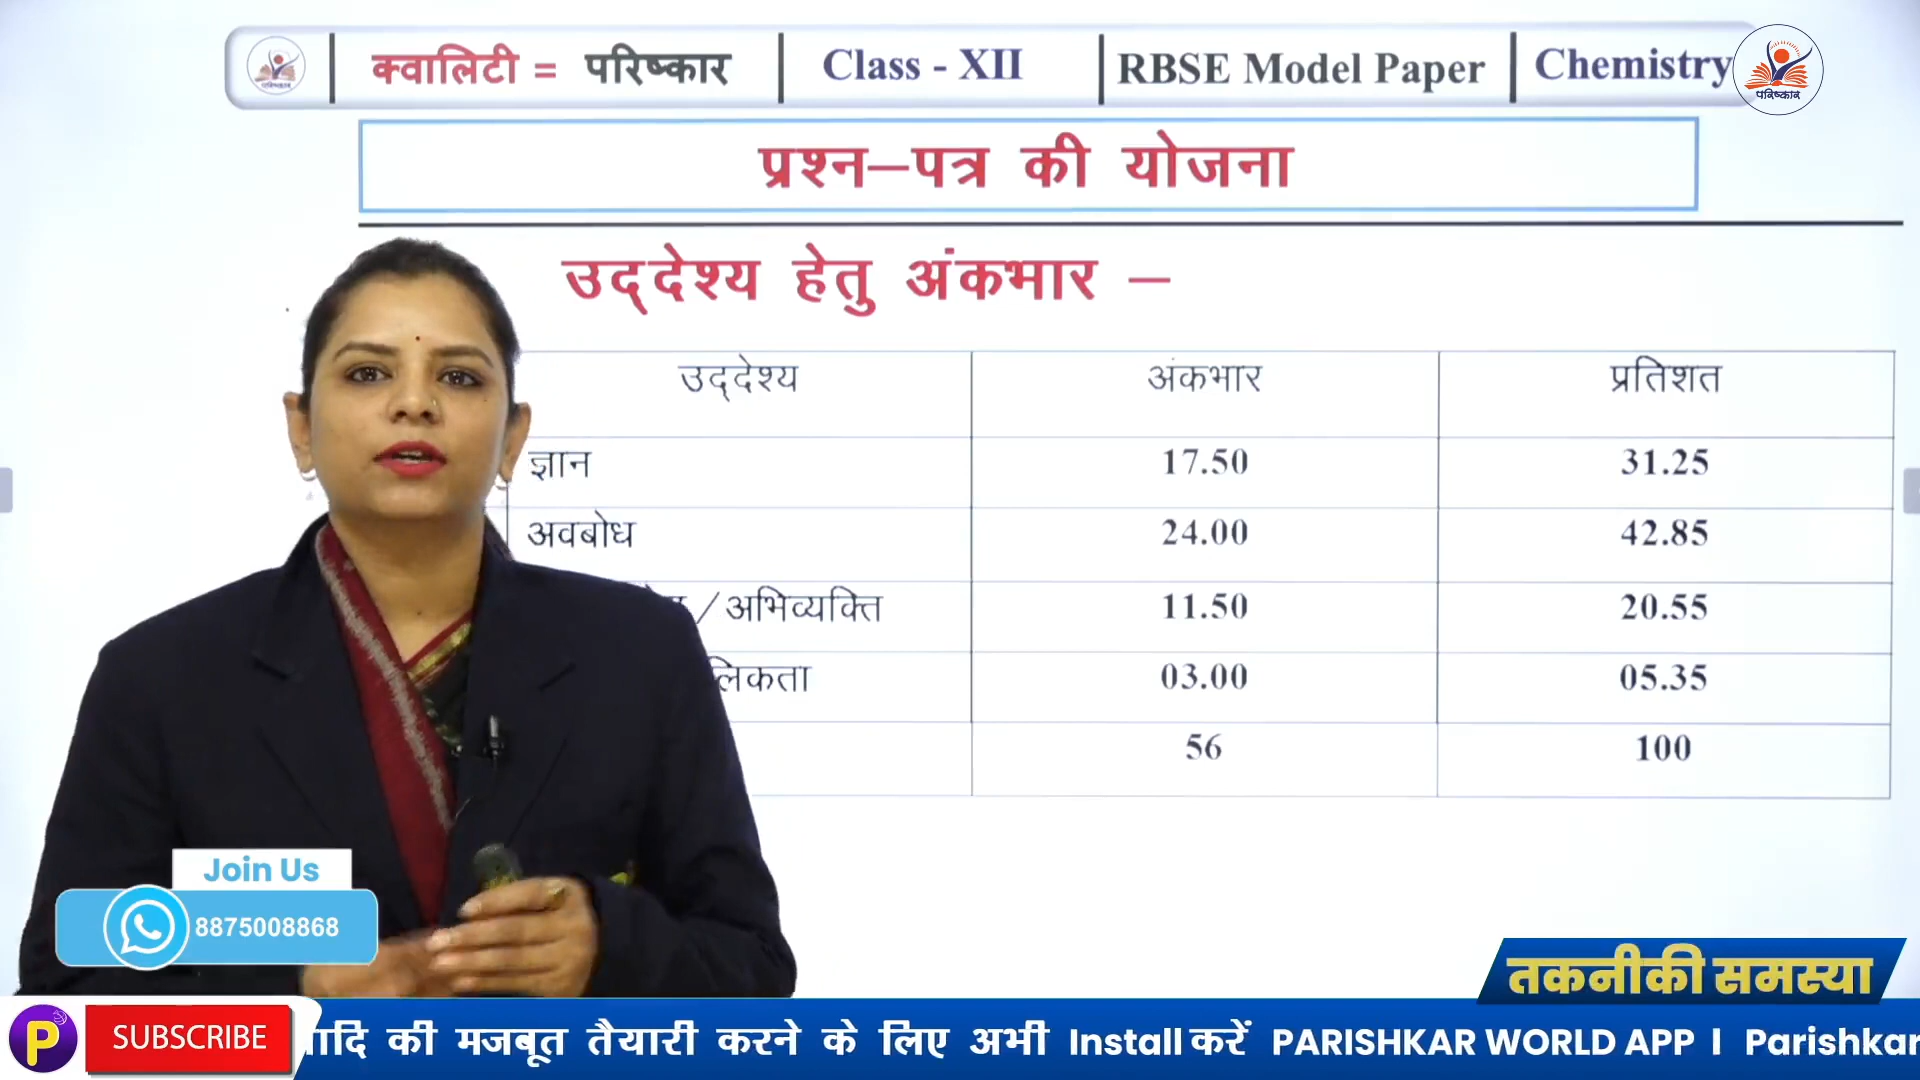 क्वालिटी = परिष्कार Class - XII RBSE Model Paper Chemistry
परिष्कार
परिष्कार
प्रश्न–पत्र की योजना
उद्देश्य हेतु अंकभार –
उद्देश्य अंकभार प्रतिशत
ज्ञान 17.50 31.25
अवबोध 24.00 42.85
/अभिव्यक्ति 11.50 20.55
लिकता 03.00 05.35
56 100
Join Us
8875008868
तकनीकी समस्या
P SUBSCRIBE
की मजबूत तैयारी करने के लिए अभी Install करें PARISHKAR WORLD APP । Parishkar